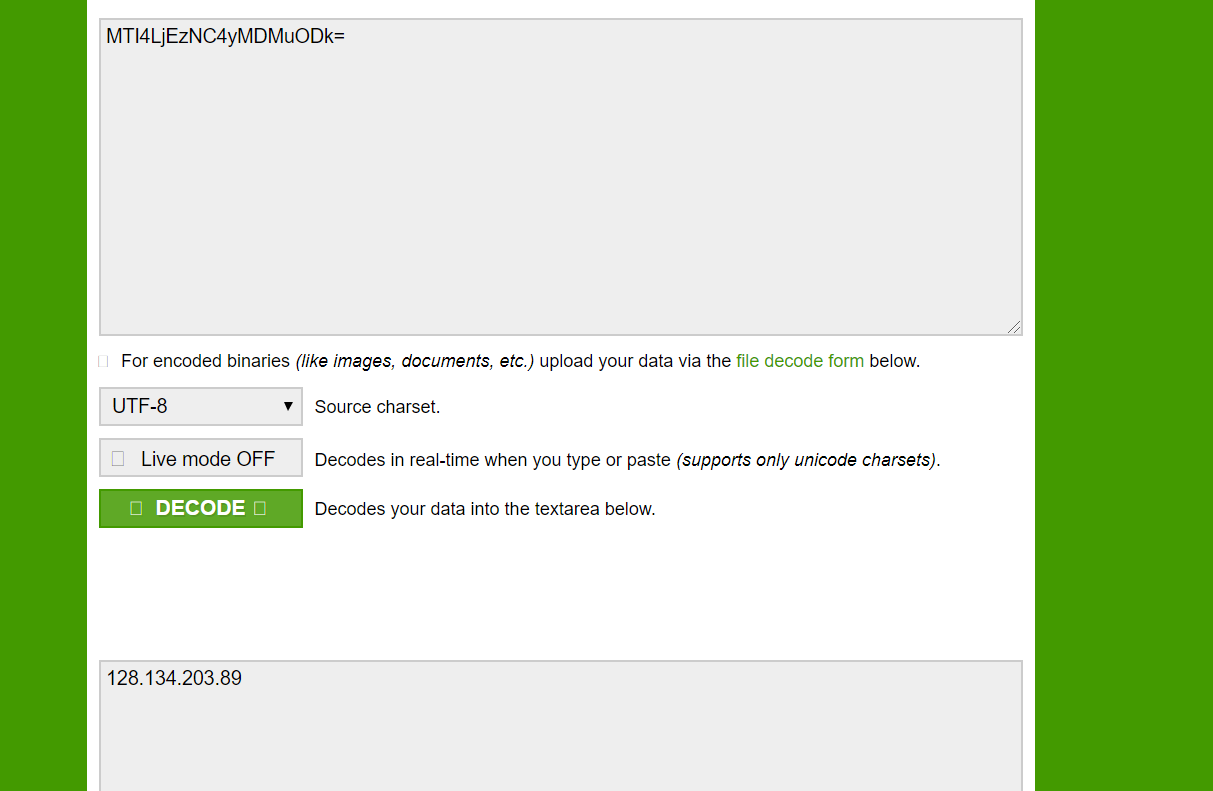 MTI4LjEzNC4yMDMuODk=
For encoded binaries (like images, documents, etc.) upload your data via the file decode form below.
UTF-8 Source charset.
Live mode OFF Decodes in real-time when you type or paste (supports only unicode charsets).
DECODE Decodes your data into the textarea below.
128.134.203.89